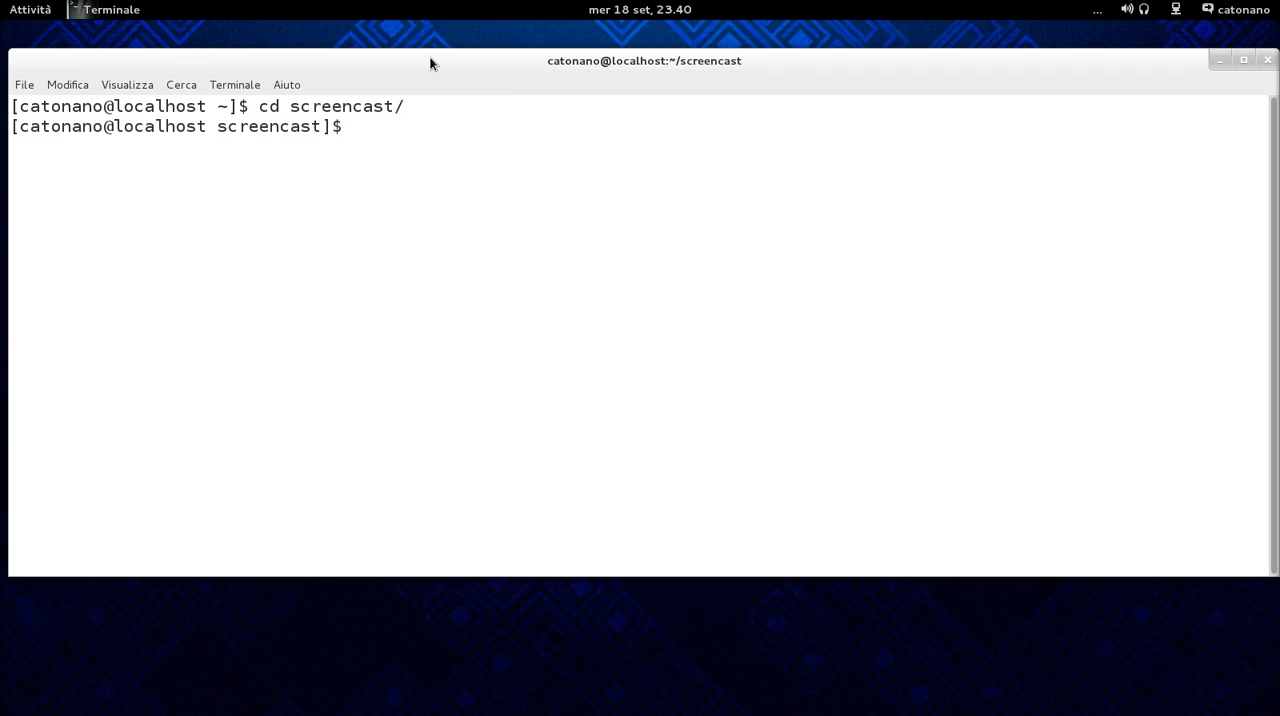 Attività Terminale mer 18 set, 23.40 ... catonano
catonano@localhost:~/screencast
File Modifica Visualizza Cerca Terminale Aiuto
[catonano@localhost ~]$ cd screencast/
[catonano@localhost screencast]$